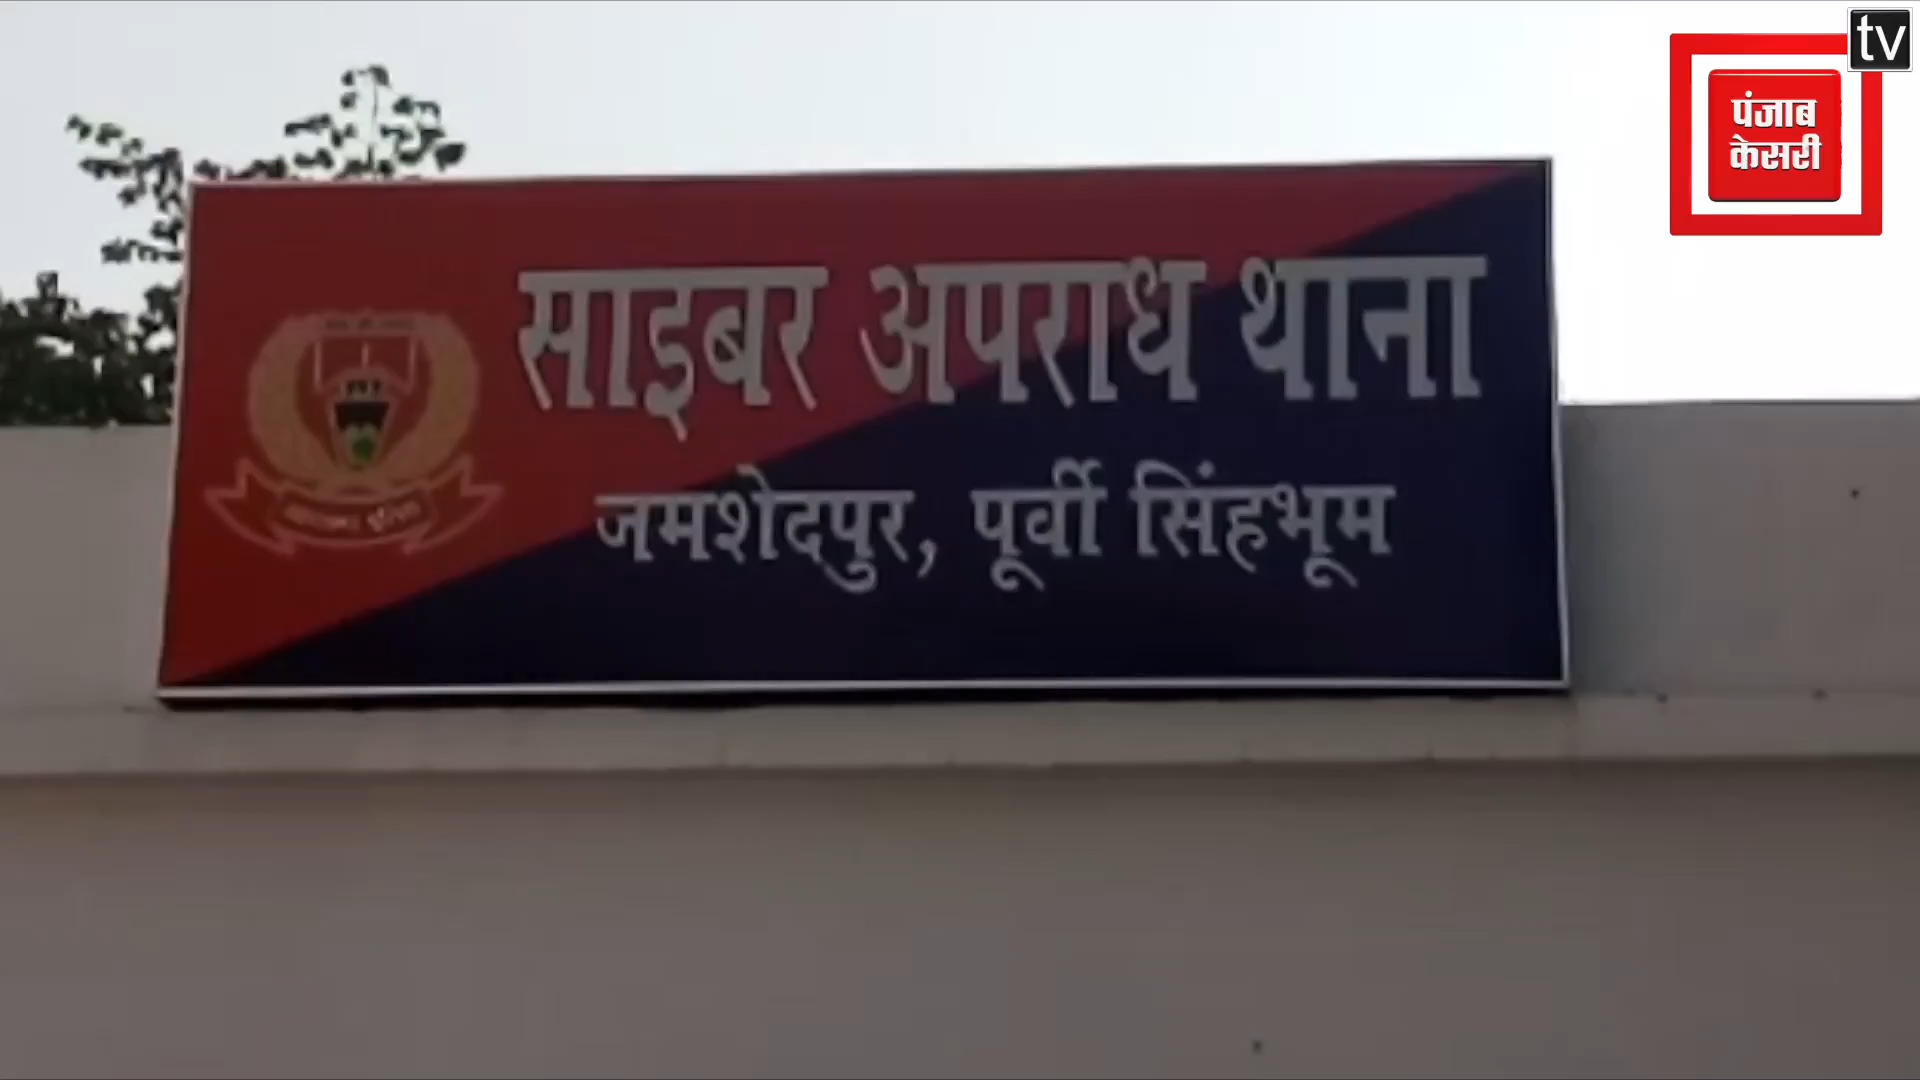 tv
पंजाब
केसरी
साइबर अपराध थाना
जमशेदपुर, पूर्वी सिंहभूम